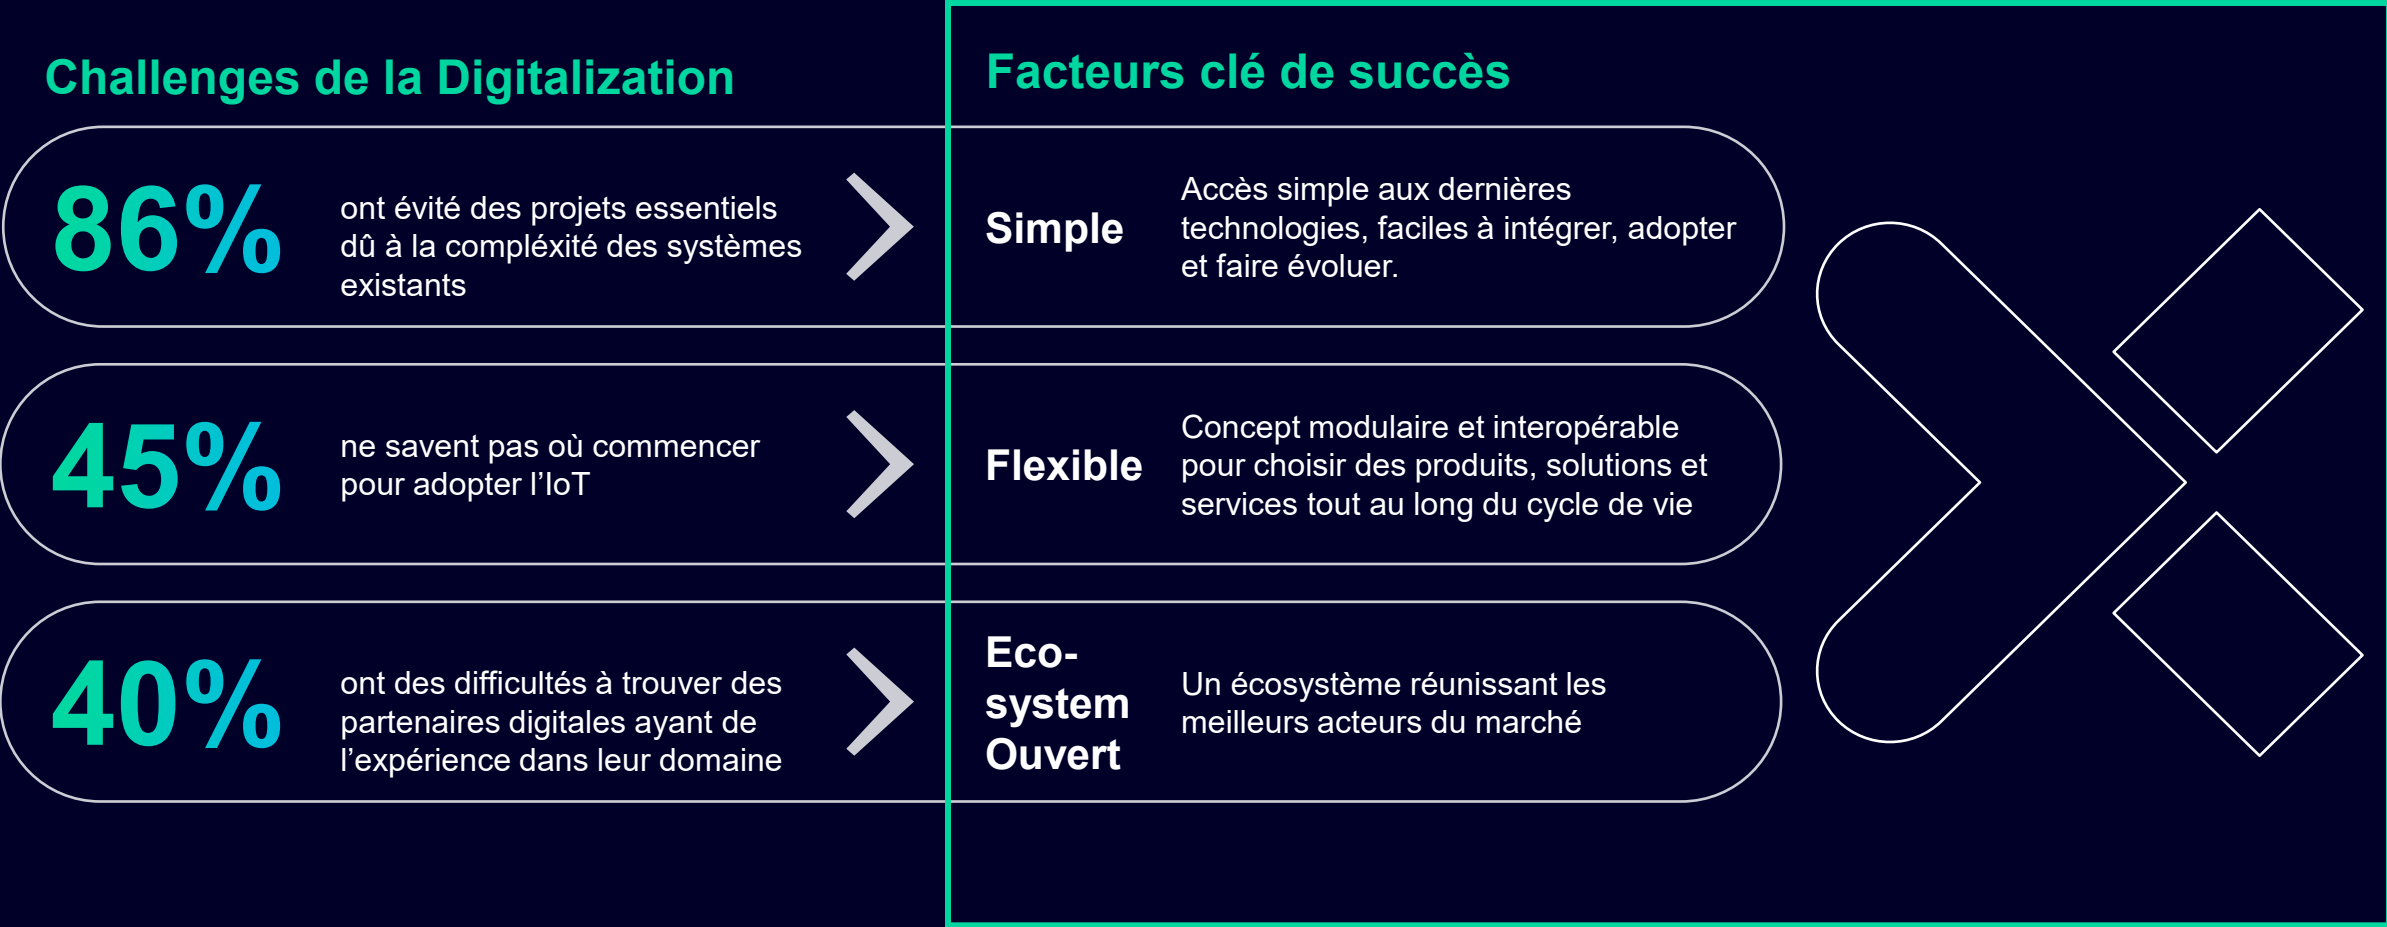 Challenges de la Digitalization
Facteurs clé de succès
86%
ont évité des projets essentiels
dû à la compléxité des systèmes
existants
Simple
Accès simple aux dernières
technologies, faciles à intégrer, adopter
et faire évoluer.
45%
ne savent pas où commencer
pour adopter l’IoT
Flexible
Concept modulaire et interopérable
pour choisir des produits, solutions et
services tout au long du cycle de vie
40%
ont des difficultés à trouver des
partenaires digitales ayant de
l’expérience dans leur domaine
Eco-
system
Ouvert
Un écosystème réunissant les
meilleurs acteurs du marché